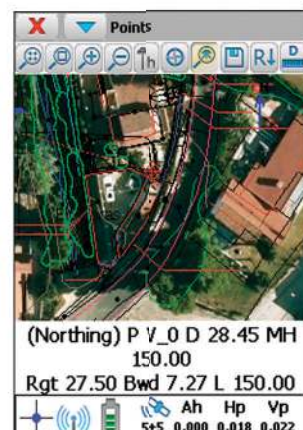 Points
h
R↓
D
(Northing) P V_0 D 28.45 MH
150.00
Rgt 27.50 Bwd 7.27 L 150.00
Ah Hp Vp
5+5 0.000 0.018 0.022